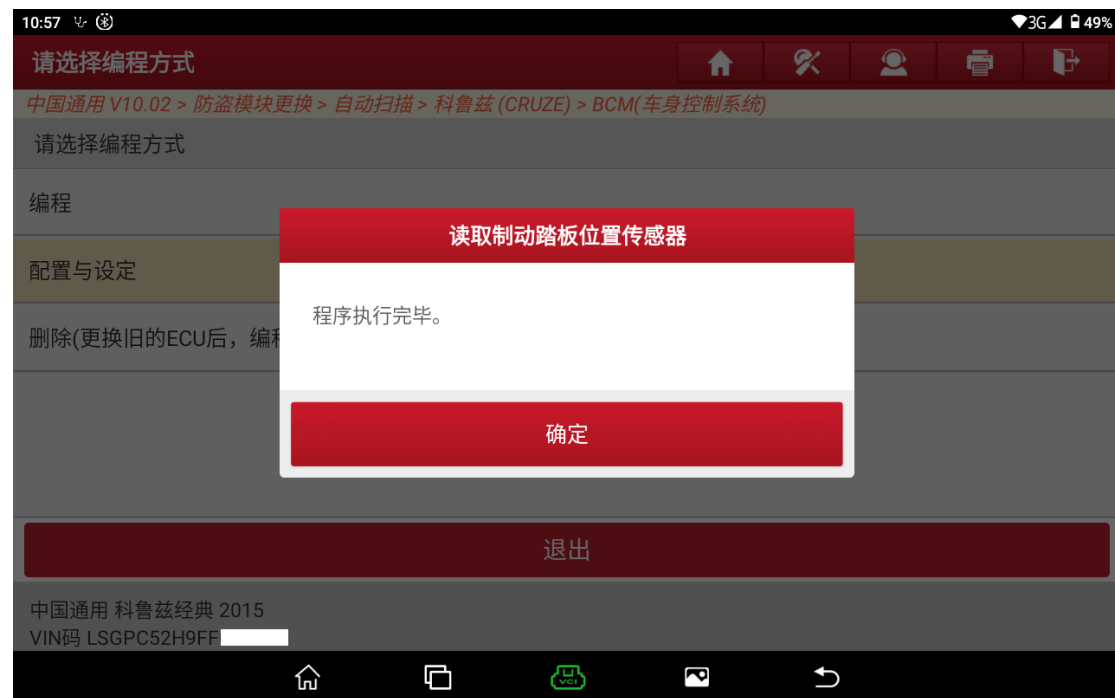 10:57
3G
49%
请选择编程方式
中国通用 V10.02 > 防盗模块更换 > 自动扫描 > 科鲁兹 (CRUZE) > BCM(车身控制系统)
请选择编程方式
编程
配置与设定
删除(更换旧的ECU后，编程
读取制动踏板位置传感器
程序执行完毕。
确定
退出
中国通用 科鲁兹经典 2015
VIN码 LSGPC52H9FF
VCI